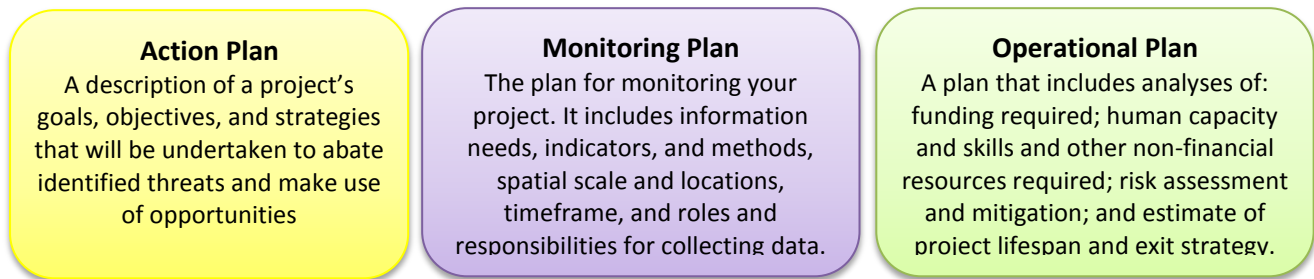 Action Plan
A description of a project's
goals, objectives, and strategies
that will be undertaken to abate
identified threats and make use
of opportunities
Monitoring Plan
The plan for monitoring your
project. It includes information
needs, indicators, and methods,
spatial scale and locations,
timeframe, and roles and
responsibilities for collecting data.
Operational Plan
A plan that includes analyses of:
funding required; human capacity
and skills and other non-financial
resources required; risk assessment
and mitigation; and estimate of
project lifespan and exit strategy.